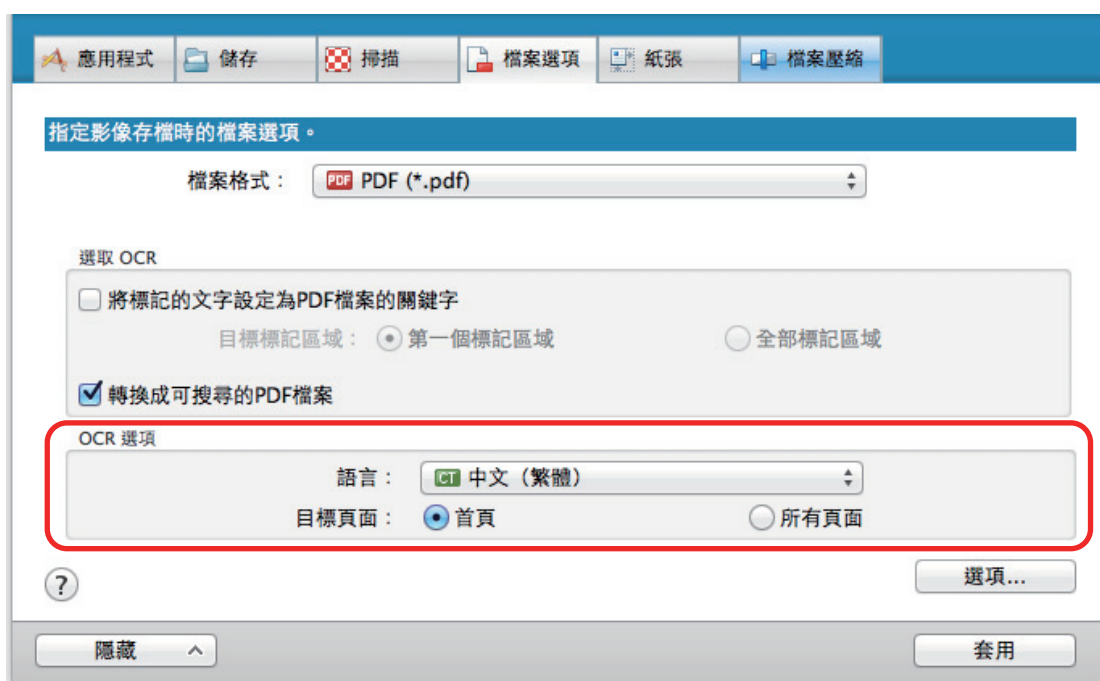 應用程式 儲存 掃描 檔案選項 紙張 檔案壓縮
指定影像存檔時的檔案選項。
檔案格式： PDF PDF (*.pdf)
選取 OCR
將標記的文字設定為PDF檔案的關鍵字
目標標記區域： 第一個標記區域 全部標記區域
轉換成可搜尋的PDF檔案
OCR 選項
語言： CT 中文（繁體）
目標頁面： 首頁 所有頁面
? 選項...
隱藏 套用